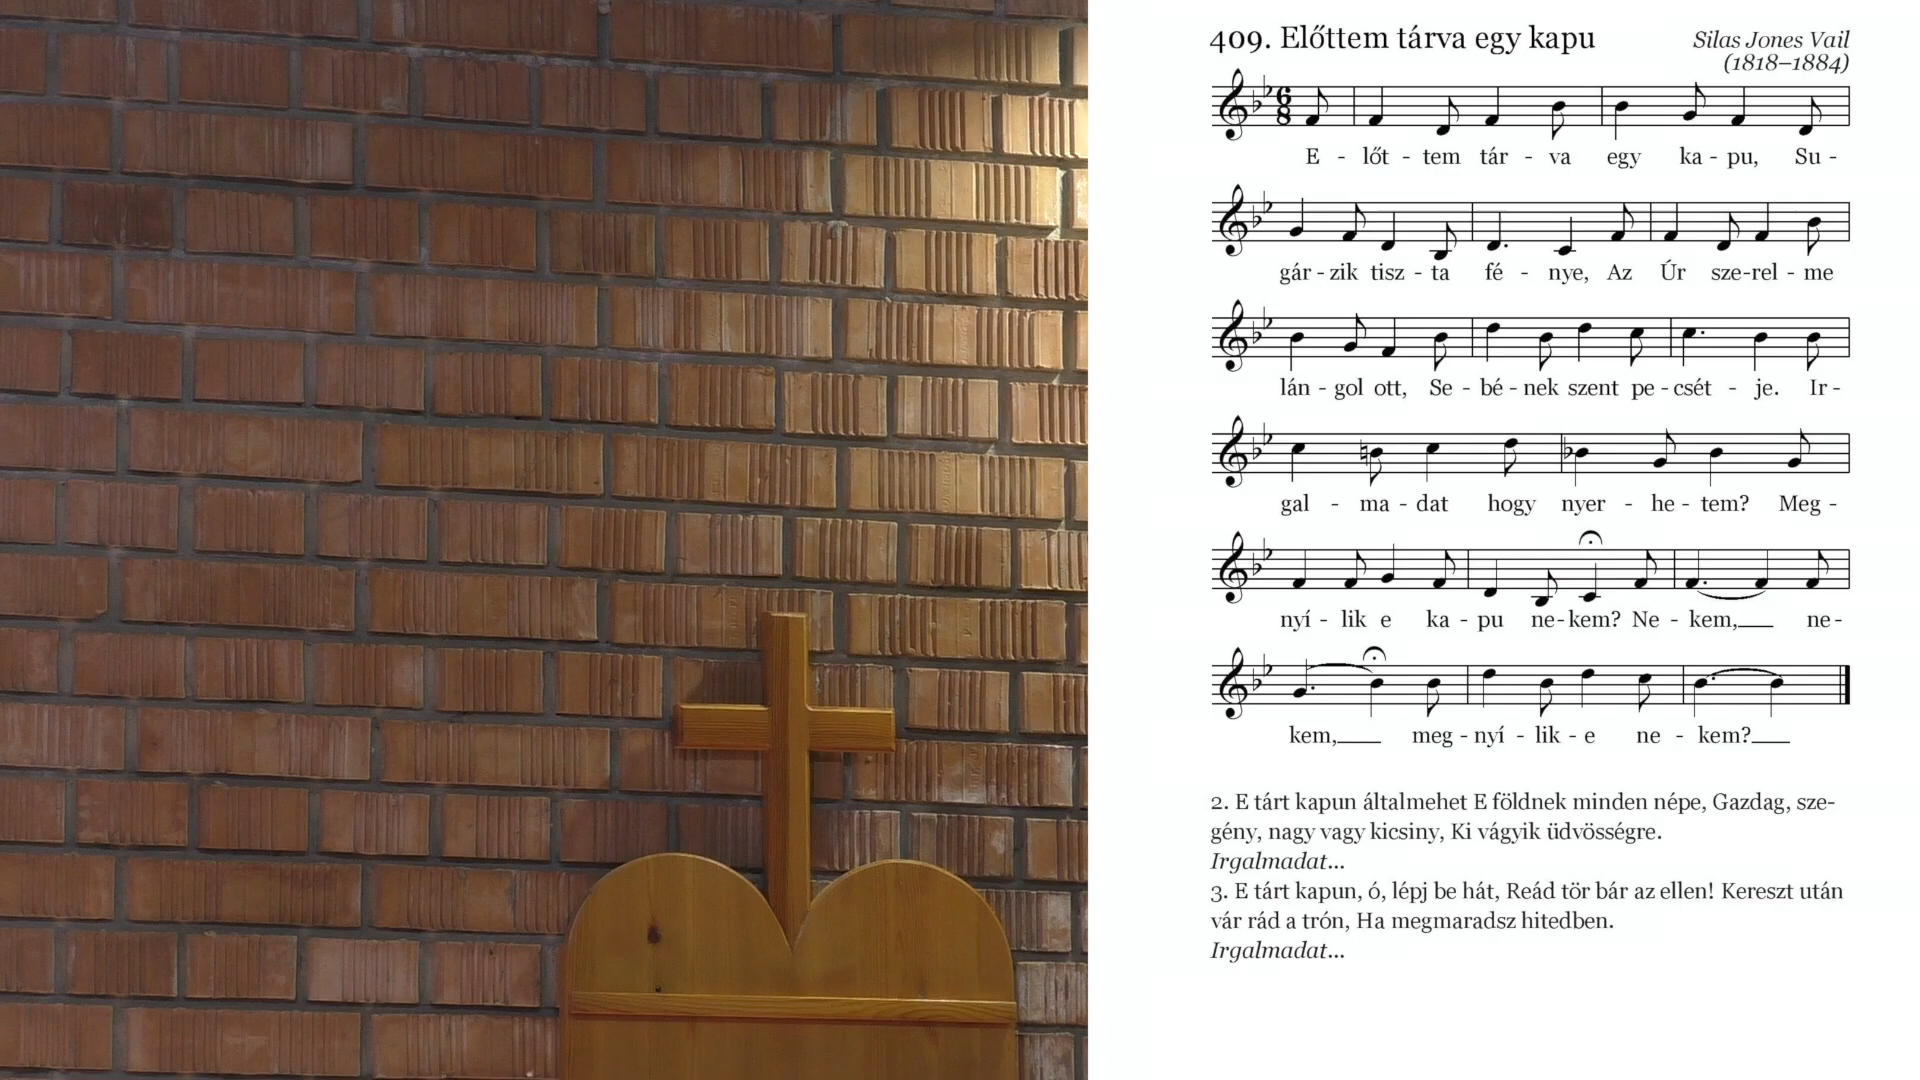 409. Előttem tárva egy kapu
Silas Jones Vail
(1818–1884)
E - lőt - tem tár - va egy ka - pu, Su -
gár - zik tisz - ta fé - nye, Az Úr sze - rel - me
lán - gol ott, Se - bé - nek szent pe - csét - je. Ir -
gal - ma - dat hogy nyer - he - tem? Meg -
nyí - lik e ka - pu ne - kem? Ne - kem, ne -
kem, meg - nyí - lik - e ne - kem?
2. E tárt kapun általmehet E földnek minden népe, Gazdag, sze-
gény, nagy vagy kicsiny, Ki vágyik üdvösségre.
Irgalmadat...
3. E tárt kapun, ó, lépj be hát, Reád tör bár az ellen! Kereszt után
vár rád a trón, Ha megmaradsz hitedben.
Irgalmadat...